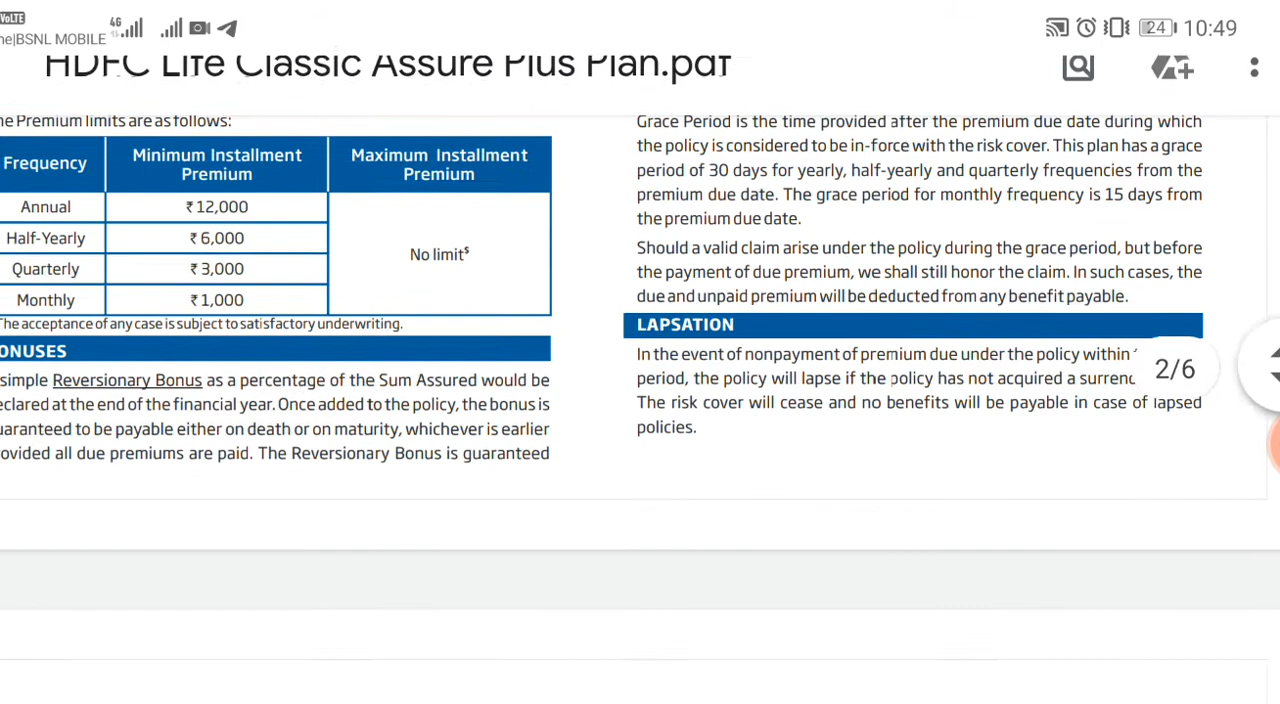 VoLTE
4G
ne|BSNL MOBILE
24
10:49
HDFC Life Classic Assure Plus Plan.pdf
he Premium limits are as follows:
Frequency
Minimum Installment
Premium
Maximum Installment
Premium
Annual
₹ 12,000
Half-Yearly
₹ 6,000
Quarterly
₹ 3,000
Monthly
₹ 1,000
No limit$
The acceptance of any case is subject to satisfactory underwriting.
ONUSES
simple Reversionary Bonus as a percentage of the Sum Assured would be
eclared at the end of the financial year. Once added to the policy, the bonus is
uaranteed to be payable either on death or on maturity, whichever is earlier
ovided all due premiums are paid. The Reversionary Bonus is guaranteed
Grace Period is the time provided after the premium due date during which
the policy is considered to be in-force with the risk cover. This plan has a grace
period of 30 days for yearly, half-yearly and quarterly frequencies from the
premium due date. The grace period for monthly frequency is 15 days from
the premium due date.
Should a valid claim arise under the policy during the grace period, but before
the payment of due premium, we shall still honor the claim. In such cases, the
due and unpaid premium will be deducted from any benefit payable.
LAPSATION
In the event of nonpayment of premium due under the policy within
period, the policy will lapse if the policy has not acquired a surrenc
The risk cover will cease and no benefits will be payable in case of lapsed
policies.
2/6